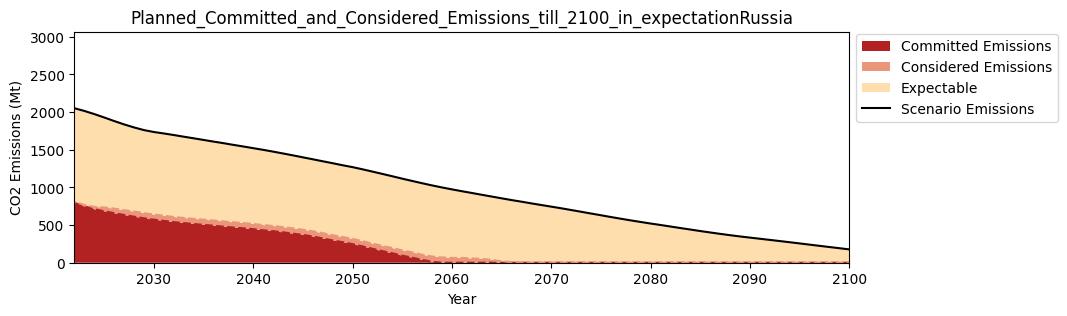 Planned_Committed_and_Considered_Emissions_till_2100_in_expectationRussia
CO2 Emissions (Mt)
3000
2500
2000
1500
1000
500
0
2030 2040 2050 2060 2070 2080 2090 2100
Year
Committed Emissions
Considered Emissions
Expectable
Scenario Emissions